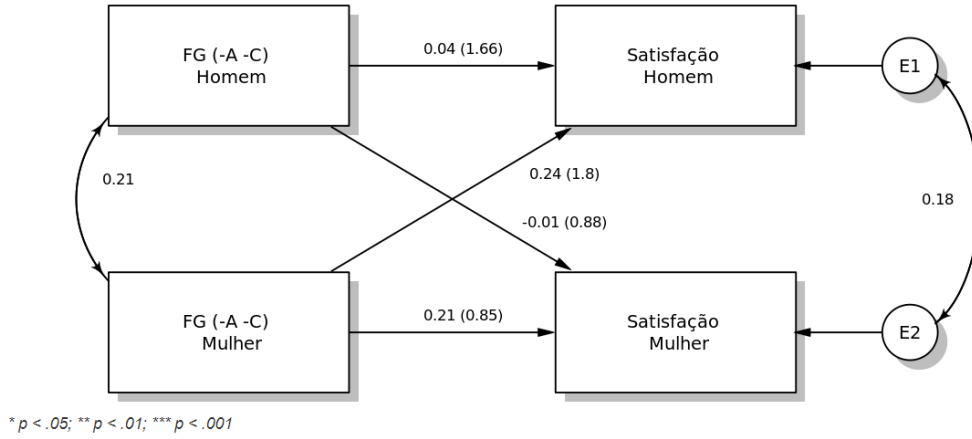 FG (-A -C)
Homem
0.04 (1.66)
Satisfação
Homem
E1
0.21
0.24 (1.8)
-0.01 (0.88)
0.18
FG (-A -C)
Mulher
0.21 (0.85)
Satisfação
Mulher
E2
* p < .05; ** p < .01; *** p < .001